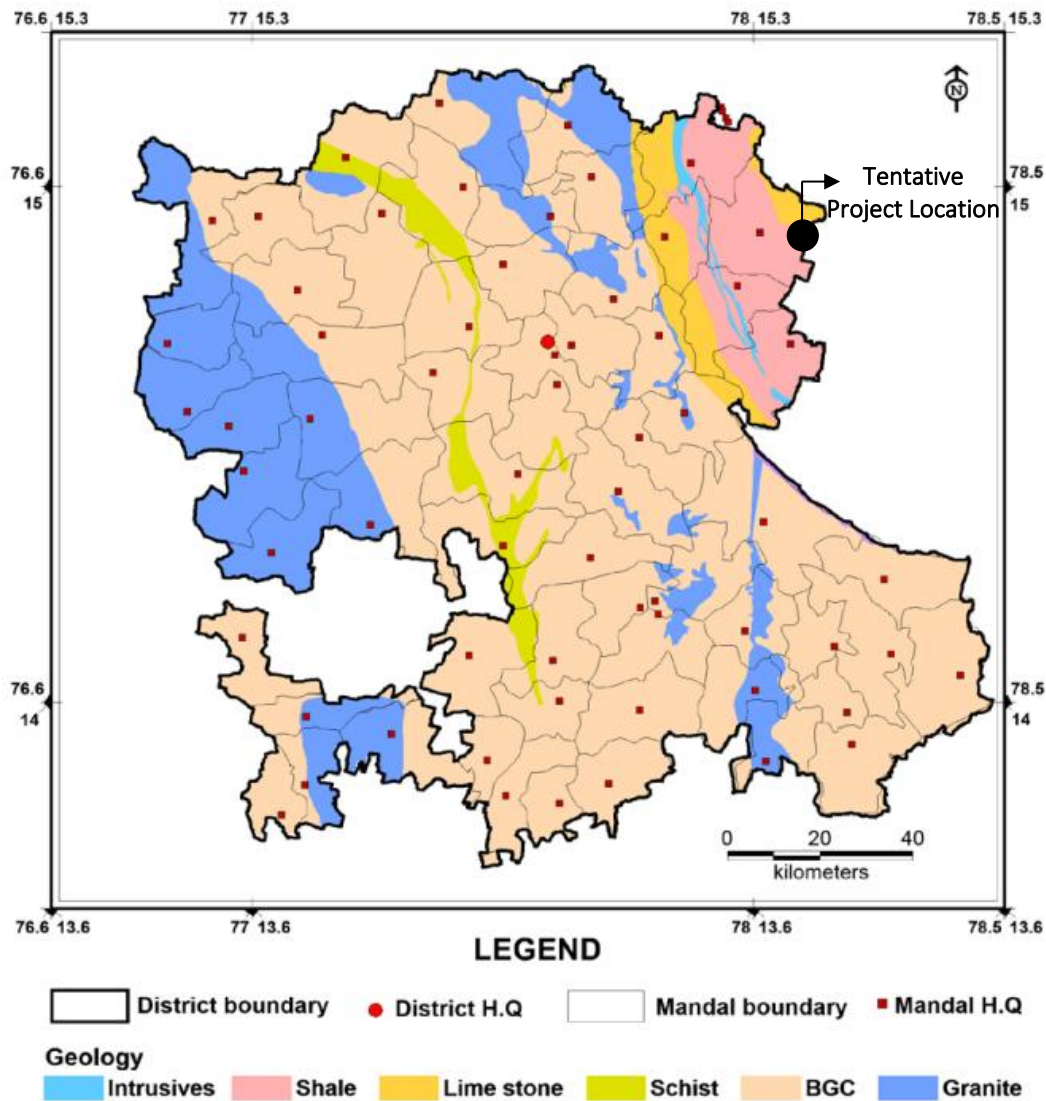 76.6 15.3
77 15.3
78 15.3
78.5 15.3
N
76.6
15
78.5
15
Tentative
Project Location
76.6
14
78.5
14
0 20 40
kilometers
76.6 13.6
77 13.6
78 13.6
78.5 13.6
LEGEND
District boundary
District H.Q
Mandal boundary
Mandal H.Q
Geology
Intrusives
Shale
Lime stone
Schist
BGC
Granite